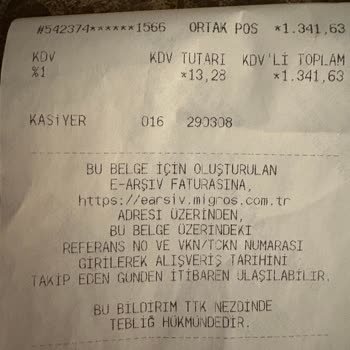 #542374******1566 ORTAK POS *1.341,63
KDV KDV TUTARI KDV'Lİ TOPLAM
%1 *13,28 *1.341,63
KASİYER 016 290308
BU BELGE İÇİN OLUŞTURULAN
E-ARŞİV FATURASINA,
https://earsiv.migros.com.tr
ADRESİ ÜZERİNDEN,
BU BELGE ÜZERİNDEKİ
REFERANS NO VE VKN/TCKN NUMARASI
GİRİLEREK ALIŞVERİŞ TARİHİNİ
TAKİP EDEN GÜNDEN İTİBAREN ULAŞILABİLİR.
BU BİLDİRİM TTK NEZDİNDE
TEBLİĞ HÜKMÜNDEDİR.